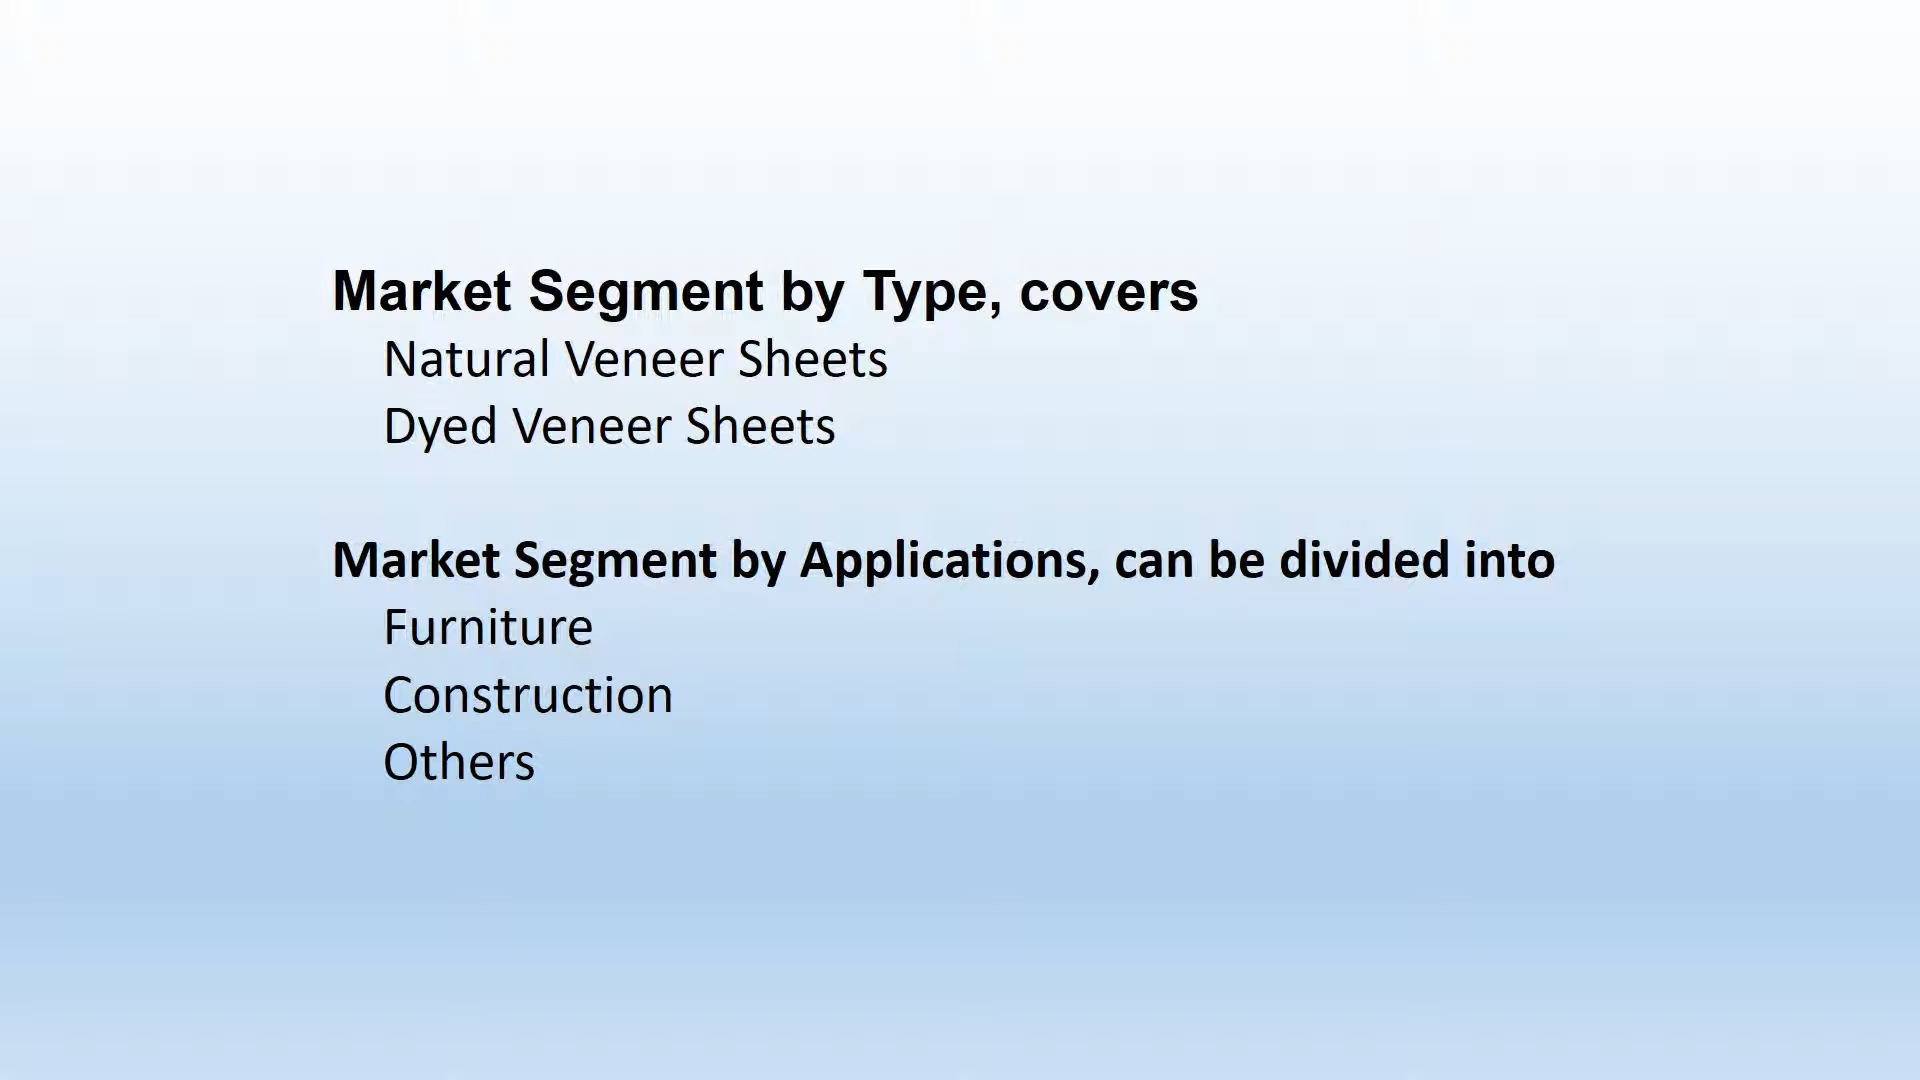 Market Segment by Type, covers
Natural Veneer Sheets
Dyed Veneer Sheets
Market Segment by Applications, can be divided into
Furniture
Construction
Others